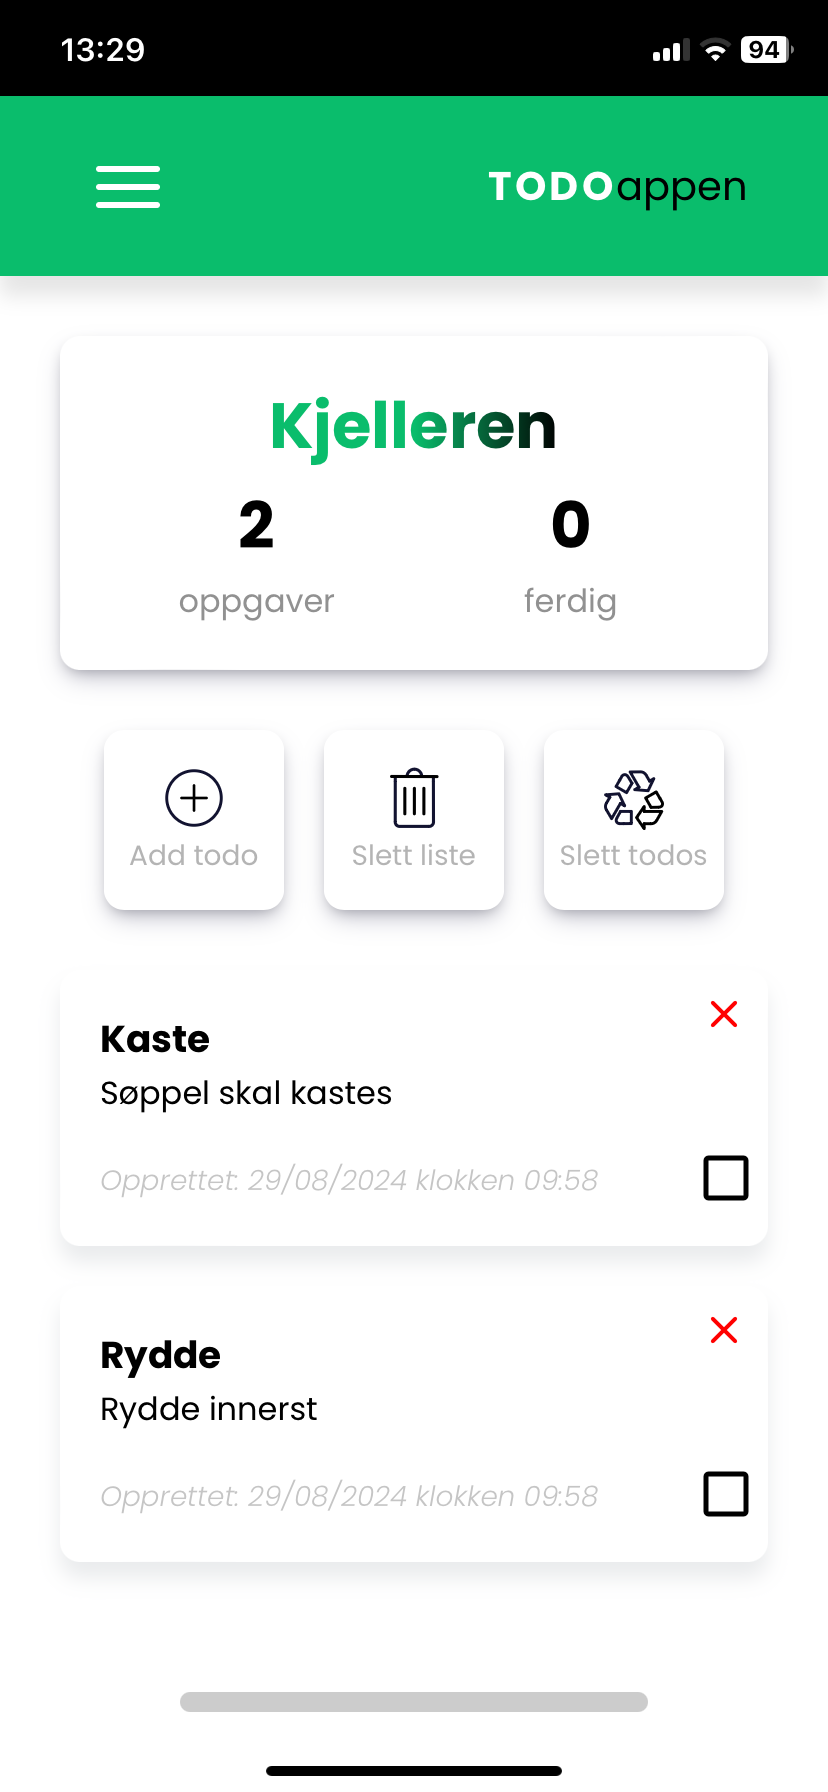 13:29
94
TODOappen
Kjelleren
2 0
oppgaver ferdig
Add todo Slett liste Slett todos
Kaste
Søppel skal kastes
Opprettet: 29/08/2024 klokken 09:58
Rydde
Rydde innerst
Opprettet: 29/08/2024 klokken 09:58